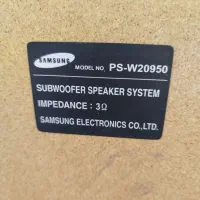 SAMSUNG
MODEL NO. PS-W20950
SUBWOOFER SPEAKER SYSTEM
IMPEDANCE : 3Ω
SAMSUNG ELECTRONICS CO.,LTD.